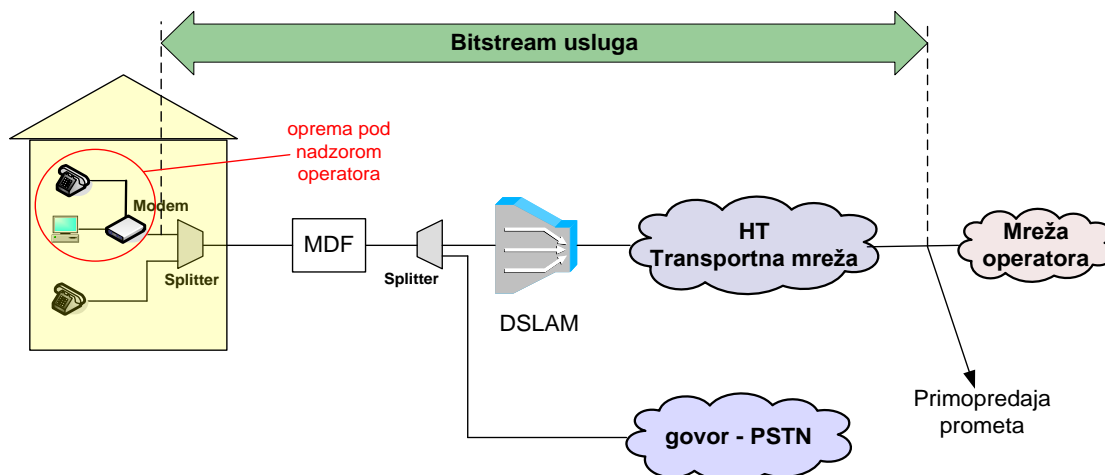 Bitstream usluga
oprema pod
nadzorom
operatora
Modem
Splitter
MDF
Splitter
DSLAM
HT
Transportna mreža
Mreža
operatora
Primopredaja
prometa
govor - PSTN